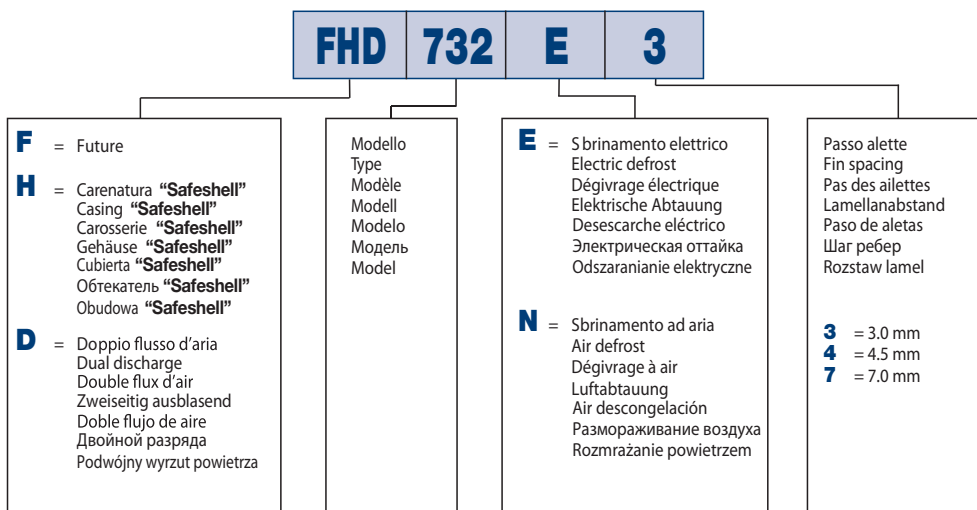 FHD 732 E 3
F = Future
H = Carenatura “Safeshell”
Casing “Safeshell”
Carosserie “Safeshell”
Gehäuse “Safeshell”
Cubierta “Safeshell”
Обтекатель “Safeshell”
Obudowa “Safeshell”
D = Doppio flusso d’aria
Dual discharge
Double flux d’air
Zweiseitig ausblasend
Doble flujo de aire
Двойной разряда
Podwójny wyrzut powietrza
Modello
Type
Modèle
Modell
Modelo
Модель
Model
E = S brinamento elettrico
Electric defrost
Dégivrage électrique
Elektrische Abtauung
Desescarche eléctrico
Электрическая оттайка
Odszaranianie elektryczne
N = Sbrinamento ad aria
Air defrost
Dégivrage à air
Luftabtauung
Air descongelación
Размораживание воздуха
Rozmrażanie powietrzem
Passo alette
Fin spacing
Pas des ailettes
Lamellanabstand
Paso de aletas
Шаг ребер
Rozstaw lamel
3 = 3.0 mm
4 = 4.5 mm
7 = 7.0 mm